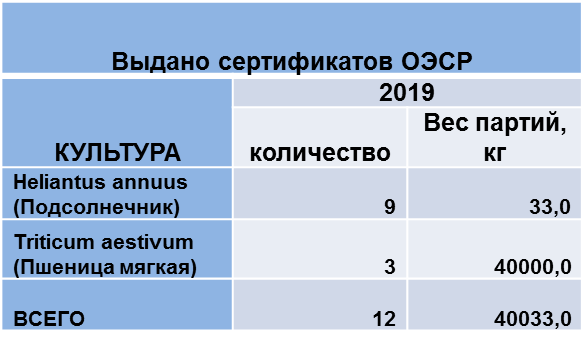 Выдано сертификатов ОЭСР
КУЛЬТУРА
2019
количество
Вес партий,
кг
Heliantus annuus
(Подсолнечник)
9
33,0
Triticum aestivum
(Пшеница мягкая)
3
40000,0
ВСЕГО
12
40033,0